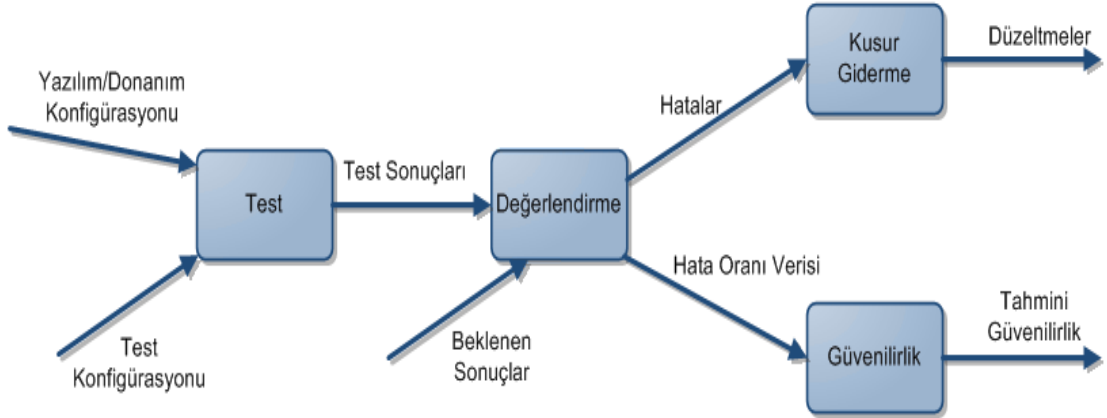 Yazılım/Donanım
Konfigürasyonu
Test
Konfigürasyonu
Test
Test Sonuçları
Beklenen
Sonuçlar
Değerlendirme
Hatalar
Hata Oranı Verisi
Kusur
Giderme
Düzeltmeler
Güvenilirlik
Tahmini
Güvenilirlik